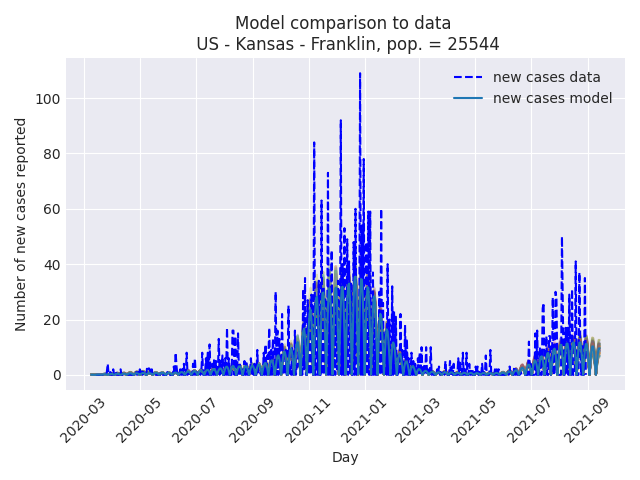 Model comparison to data
US - Kansas - Franklin, pop. = 25544
new cases data
new cases model
Number of new cases reported
100
80
60
40
20
0
2020-03
2020-05
2020-07
2020-09
2020-11
2021-01
2021-03
2021-05
2021-07
2021-09
Day